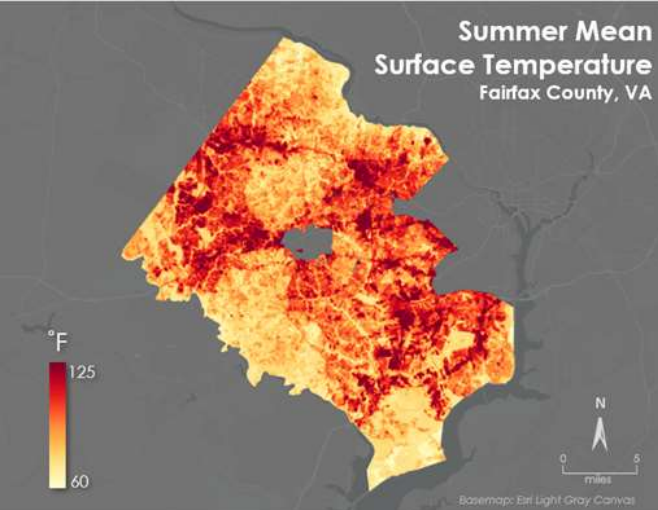 Summer Mean
Surface Temperature
Fairfax County, VA
°F
125
60
N
0 5
miles
Basemap: Esri Light Gray Canvas